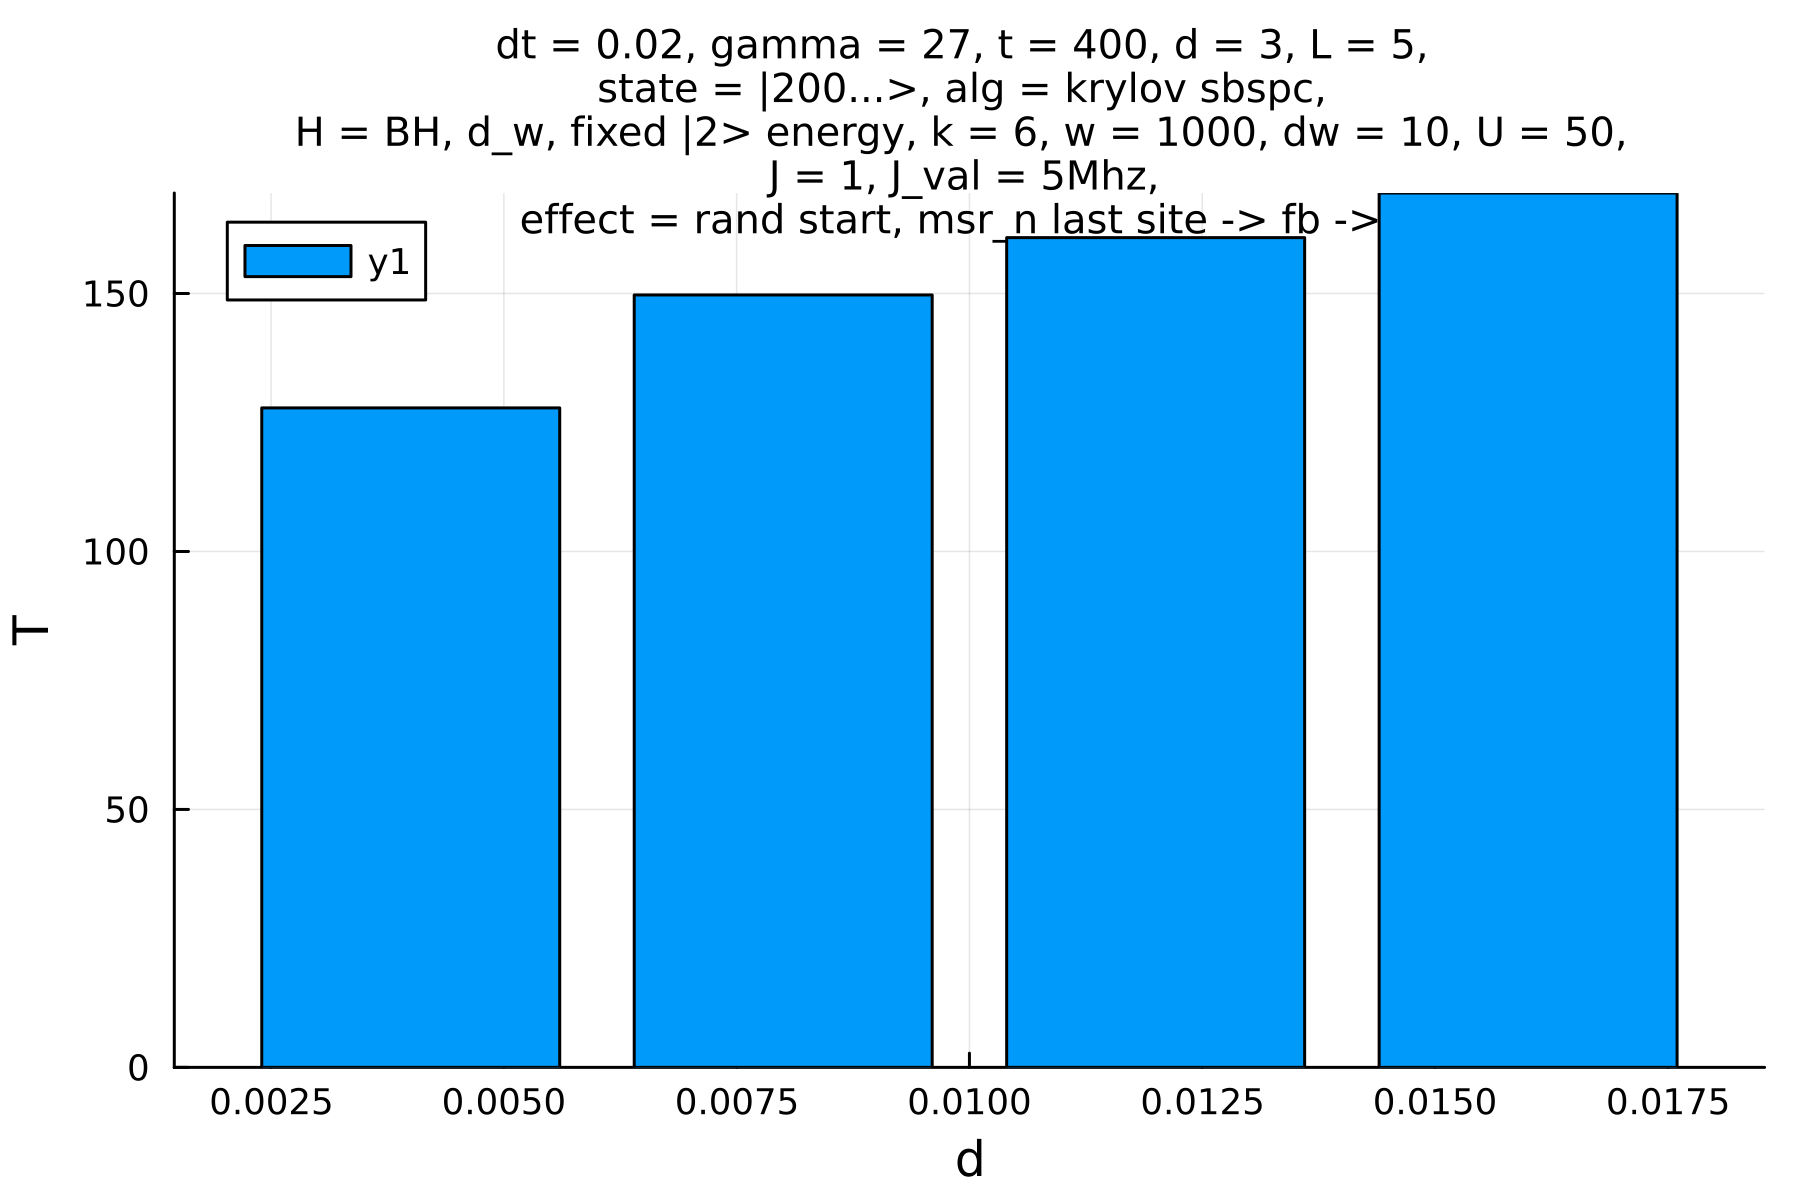 dt = 0.02, gamma = 27, t = 400, d = 3, L = 5,
state = |200...>, alg = krylov sbspc,
H = BH, d_w, fixed |2> energy, k = 6, w = 1000, dw = 10, U = 50,
J = 1, J_val = 5Mhz,
effect = rand start, msr_n last site -> fb ->
y1
150
100
50
0
T
0.0025 0.0050 0.0075 0.0100 0.0125 0.0150 0.0175
d